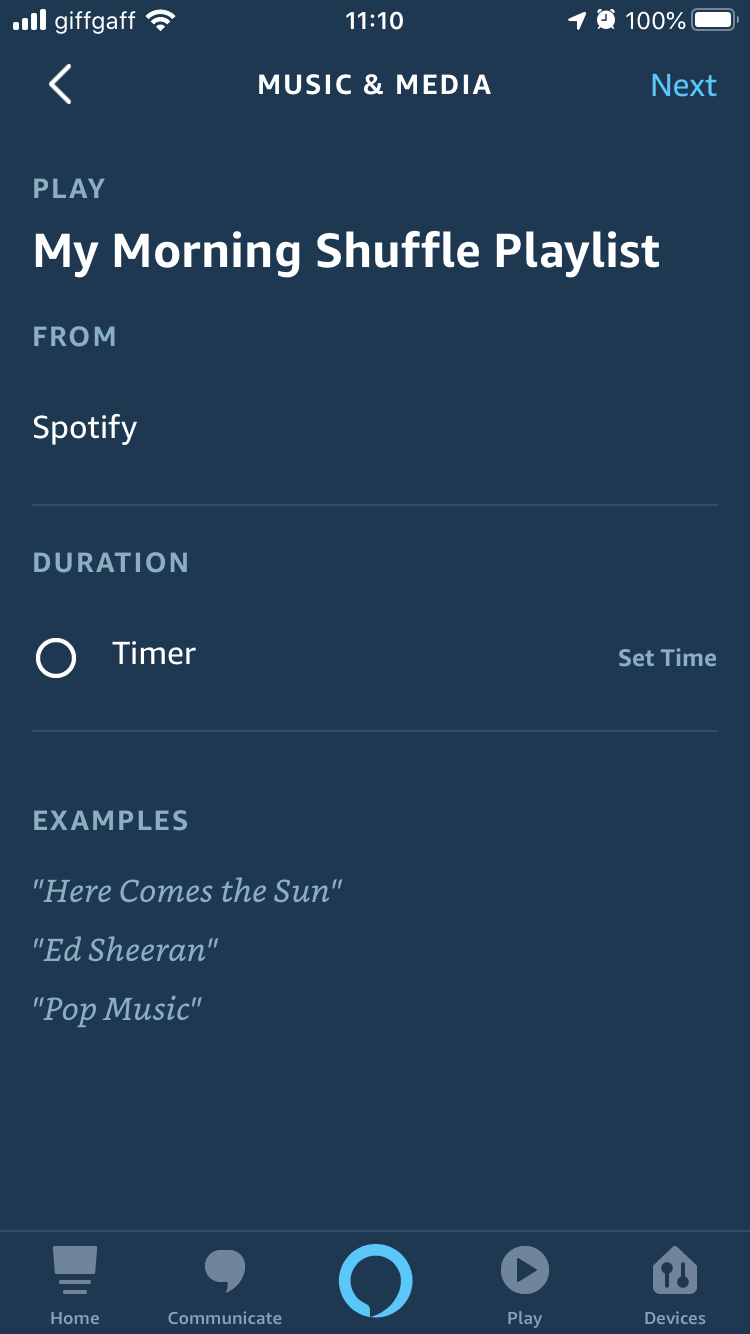 giffgaff 11:10 100%
MUSIC & MEDIA Next
PLAY
My Morning Shuffle Playlist
FROM
Spotify
DURATION
Timer Set Time
EXAMPLES
"Here Comes the Sun"
"Ed Sheeran"
"Pop Music"
Home Communicate Play Devices